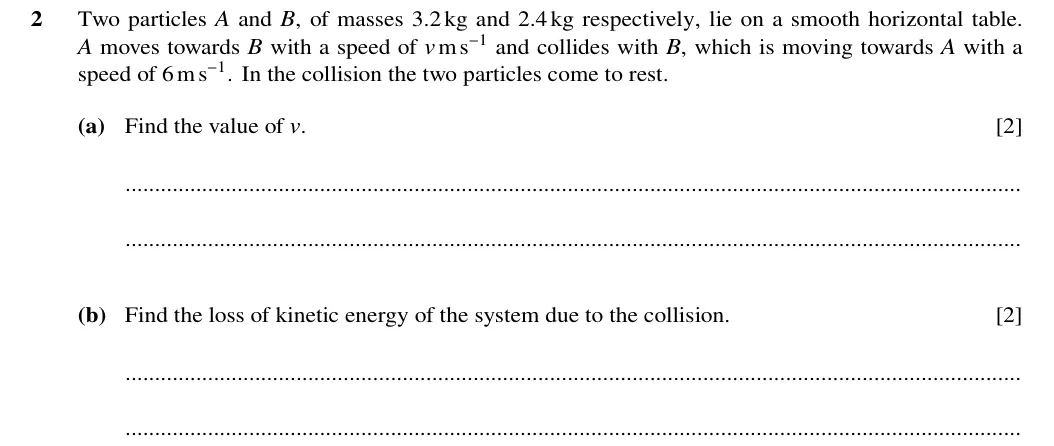 2 Two particles A and B, of masses 3.2 kg and 2.4 kg respectively, lie on a smooth horizontal table.
A moves towards B with a speed of v m s⁻¹ and collides with B, which is moving towards A with a
speed of 6 m s⁻¹. In the collision the two particles come to rest.
(a) Find the value of v. [2]
(b) Find the loss of kinetic energy of the system due to the collision. [2]